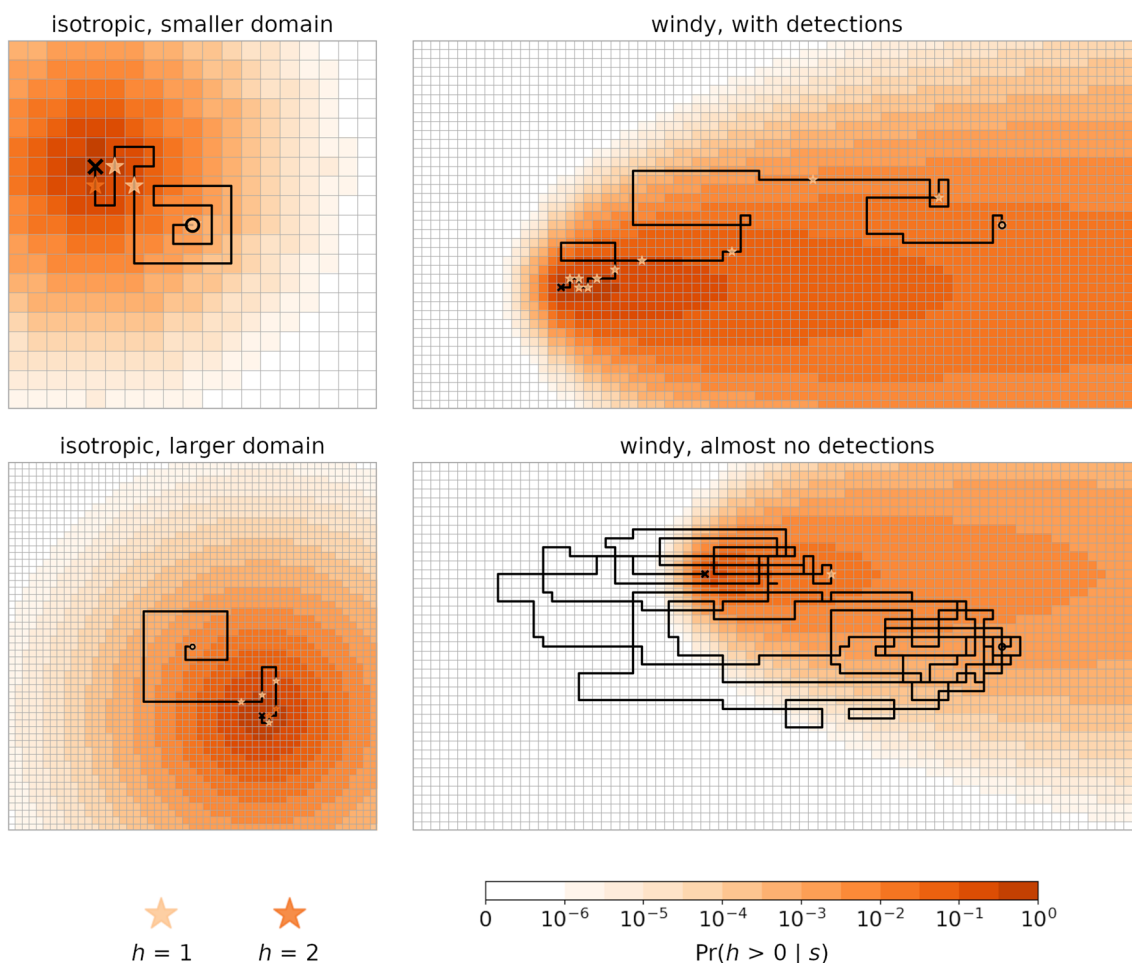 isotropic, smaller domain
windy, with detections
isotropic, larger domain
windy, almost no detections
h = 1
h = 2
0 10⁻⁶ 10⁻⁵ 10⁻⁴ 10⁻³ 10⁻² 10⁻¹ 10⁰
Pr(h > 0 | s)